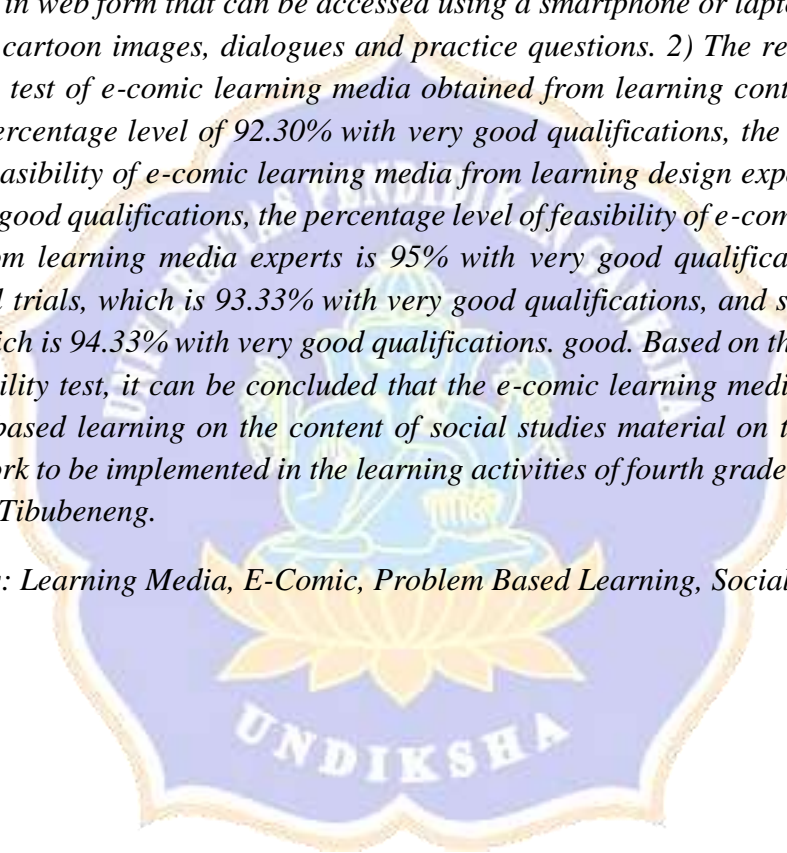 in web form that can be accessed using a smartphone or lapto
cartoon images, dialogues and practice questions. 2) The re
test of e-comic learning media obtained from learning cont
ercentage level of 92.30% with very good qualifications, the
asibility of e-comic learning media from learning design exp
good qualifications, the percentage level of feasibility of e-com
om learning media experts is 95% with very good qualifica
l trials, which is 93.33% with very good qualifications, and s
ich is 94.33% with very good qualifications. good. Based on th
ility test, it can be concluded that the e-comic learning medi
based learning on the content of social studies material on t
ork to be implemented in the learning activities of fourth grade
Tibubeneng.
: Learning Media, E-Comic, Problem Based Learning, Social
UNIVERSITAS PENDIDIKAN GANESHA
UNDIKSHA